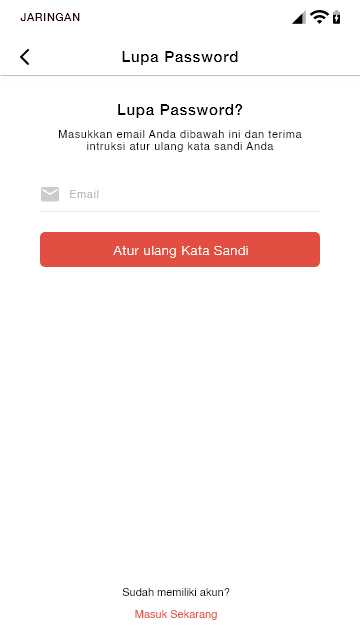 JARINGAN
Lupa Password
Lupa Password?
Masukkan email Anda dibawah ini dan terima
intruksi atur ulang kata sandi Anda
Email
Atur ulang Kata Sandi
Sudah memiliki akun?
Masuk Sekarang